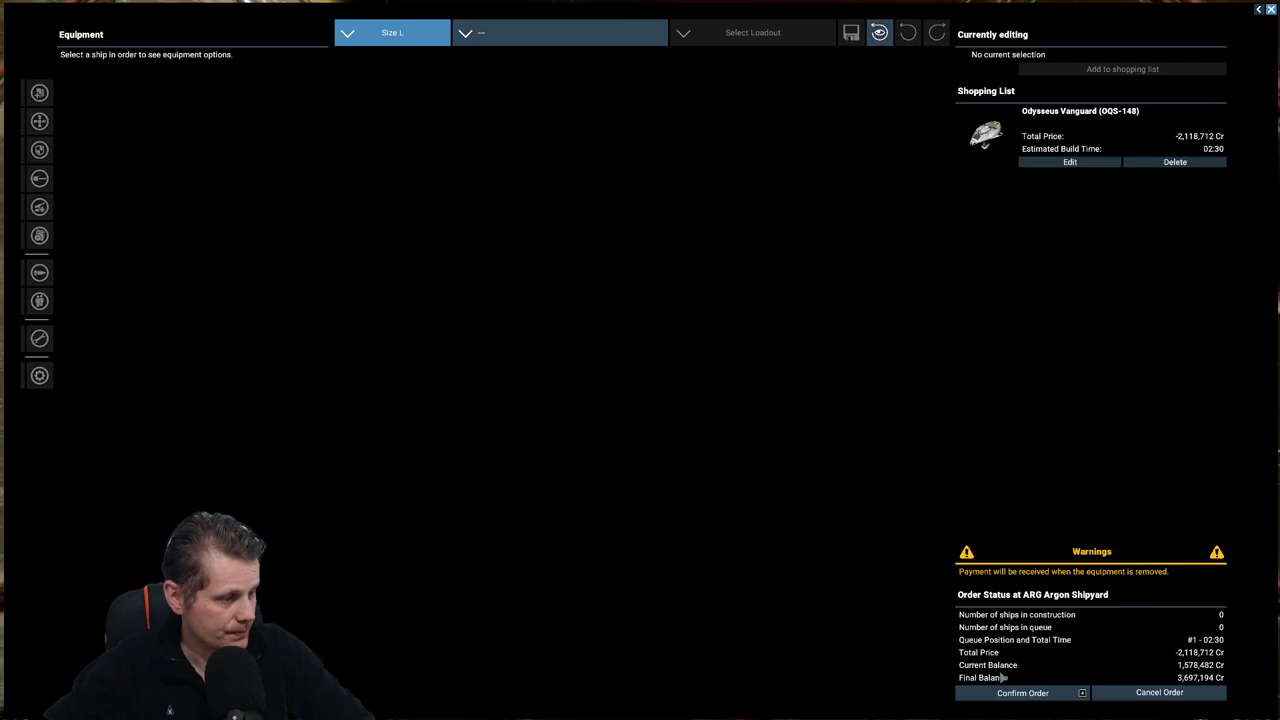 Equipment
Select a ship in order to see equipment options.
Size L
---
Select Loadout
Currently editing
No current selection
Add to shopping list
Shopping List
Odysseus Vanguard (OQS-148)
Total Price: -2,118,712 Cr
Estimated Build Time: 02:30
Edit Delete
Warnings
Payment will be received when the equipment is removed.
Order Status at ARG Argon Shipyard
Number of ships in construction 0
Number of ships in queue 0
Queue Position and Total Time #1 - 02:30
Total Price -2,118,712 Cr
Current Balance 1,578,482 Cr
Final Balance 3,697,194 Cr
Confirm Order Cancel Order